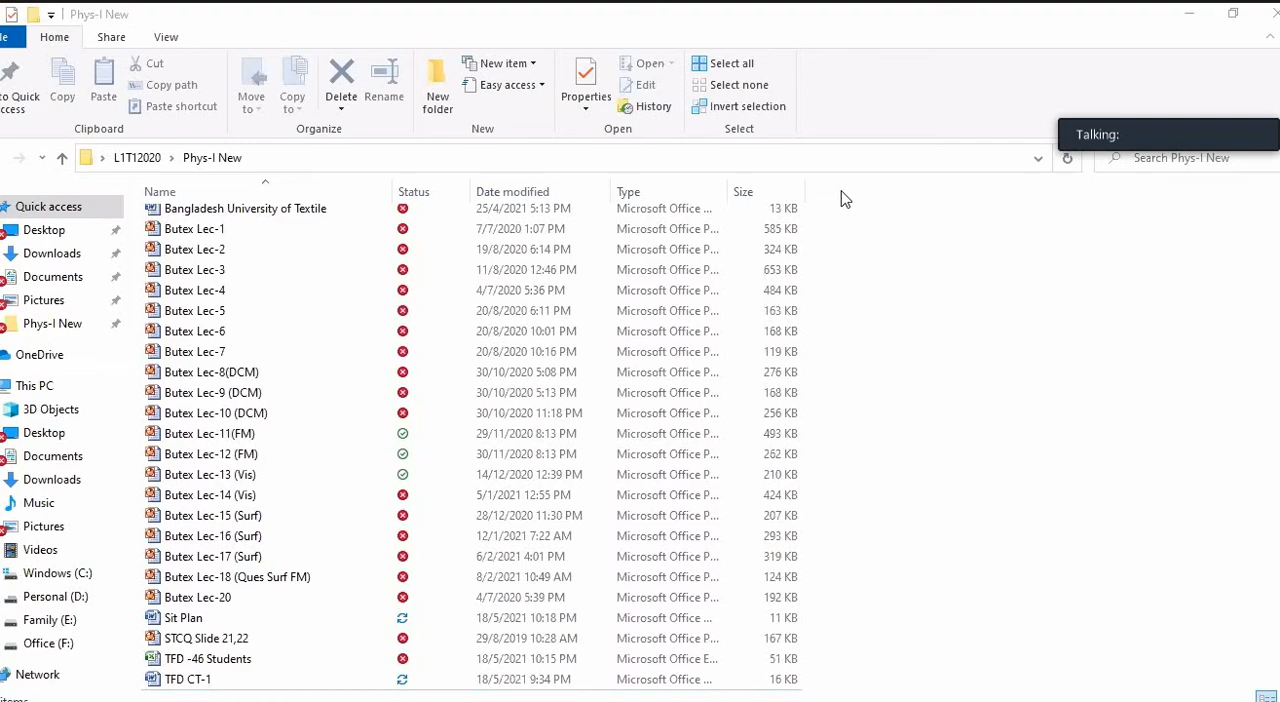 Phys-I New
le Home Share View
to Quick access
Copy
Paste
Cut
Copy path
Paste shortcut
Clipboard
Move to
Copy to
Delete
Rename
Organize
New folder
New item
Easy access
New
Properties
Open
Edit
History
Open
Select all
Select none
Invert selection
Select
Talking:
L1T12020 > Phys-I New
Search Phys-I New
Quick access
Desktop
Downloads
Documents
Pictures
Phys-I New
OneDrive
This PC
3D Objects
Desktop
Documents
Downloads
Music
Pictures
Videos
Windows (C:)
Personal (D:)
Family (E:)
Office (F:)
Network
items
Name Status Date modified Type Size
Bangladesh University of Textile 25/4/2021 5:13 PM Microsoft Office ... 13 KB
Butex Lec-1 7/7/2020 1:07 PM Microsoft Office P... 585 KB
Butex Lec-2 19/8/2020 6:14 PM Microsoft Office P... 324 KB
Butex Lec-3 11/8/2020 12:46 PM Microsoft Office P... 653 KB
Butex Lec-4 4/7/2020 5:36 PM Microsoft Office P... 484 KB
Butex Lec-5 20/8/2020 6:11 PM Microsoft Office P... 163 KB
Butex Lec-6 20/8/2020 10:01 PM Microsoft Office P... 168 KB
Butex Lec-7 20/8/2020 10:16 PM Microsoft Office P... 119 KB
Butex Lec-8(DCM) 30/10/2020 5:08 PM Microsoft Office P... 276 KB
Butex Lec-9 (DCM) 30/10/2020 5:13 PM Microsoft Office P... 168 KB
Butex Lec-10 (DCM) 30/10/2020 11:18 PM Microsoft Office P... 256 KB
Butex Lec-11(FM) 29/11/2020 8:13 PM Microsoft Office P... 493 KB
Butex Lec-12 (FM) 30/11/2020 8:13 PM Microsoft Office P... 262 KB
Butex Lec-13 (Vis) 14/12/2020 12:39 PM Microsoft Office P... 210 KB
Butex Lec-14 (Vis) 5/1/2021 12:55 PM Microsoft Office P... 424 KB
Butex Lec-15 (Surf) 28/12/2020 11:30 PM Microsoft Office P... 207 KB
Butex Lec-16 (Surf) 12/1/2021 7:22 AM Microsoft Office P... 293 KB
Butex Lec-17 (Surf) 6/2/2021 4:01 PM Microsoft Office P... 319 KB
Butex Lec-18 (Ques Surf FM) 8/2/2021 10:49 AM Microsoft Office P... 124 KB
Butex Lec-20 4/7/2020 5:39 PM Microsoft Office P... 192 KB
Sit Plan 18/5/2021 10:18 PM Microsoft Office ... 11 KB
STCQ Slide 21,22 29/8/2019 10:28 AM Microsoft Office P... 167 KB
TFD -46 Students 18/5/2021 10:15 PM Microsoft Office E... 51 KB
TFD CT-1 18/5/2021 9:34 PM Microsoft Office ... 16 KB